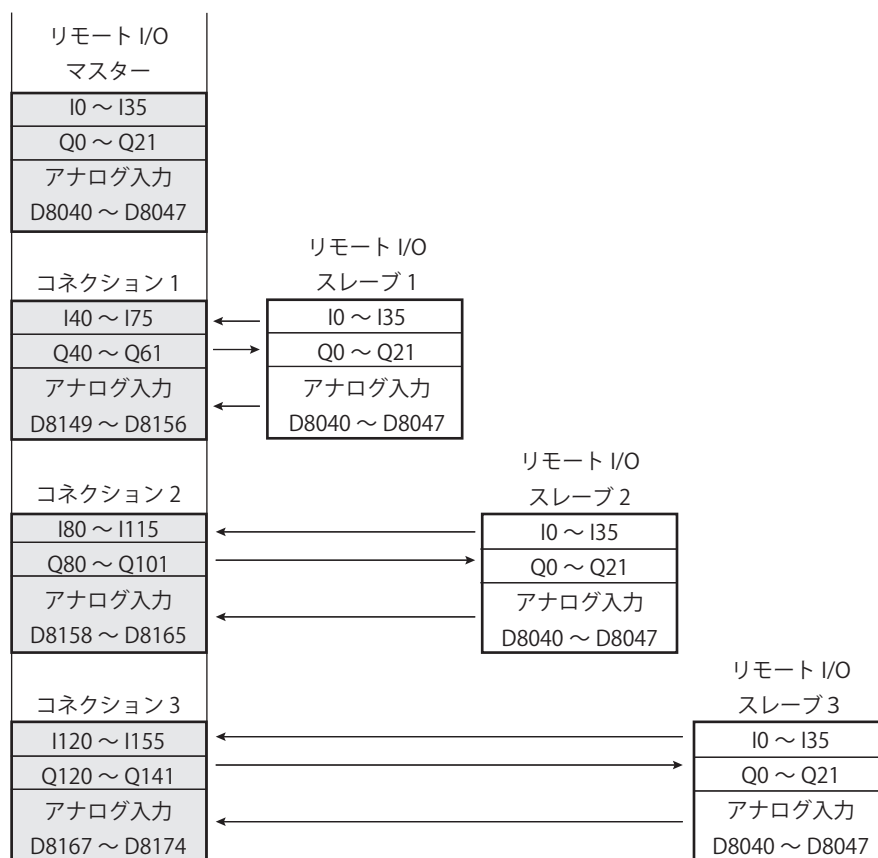 リモート I/O
マスター
I0 ～ I35
Q0 ～ Q21
アナログ入力
D8040 ～ D8047
リモート I/O
コネクション 1
スレーブ 1
I40 ～ I75
I0 ～ I35
Q40 ～ Q61
Q0 ～ Q21
アナログ入力
アナログ入力
D8149 ～ D8156
D8040 ～ D8047
リモート I/O
コネクション 2
スレーブ 2
I80 ～ I115
I0 ～ I35
Q80 ～ Q101
Q0 ～ Q21
アナログ入力
アナログ入力
D8158 ～ D8165
D8040 ～ D8047
リモート I/O
コネクション 3
スレーブ 3
I120 ～ I155
I0 ～ I35
Q120 ～ Q141
Q0 ～ Q21
アナログ入力
アナログ入力
D8167 ～ D8174
D8040 ～ D8047